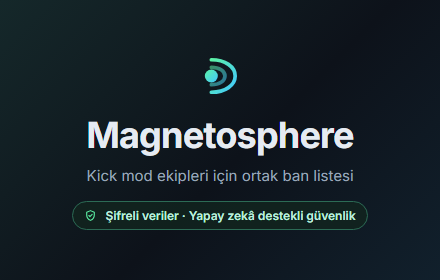 Magnetosphere
Kick mod ekipleri için ortak ban listesi
Şifreli veriler · Yapay zekâ destekli güvenlik